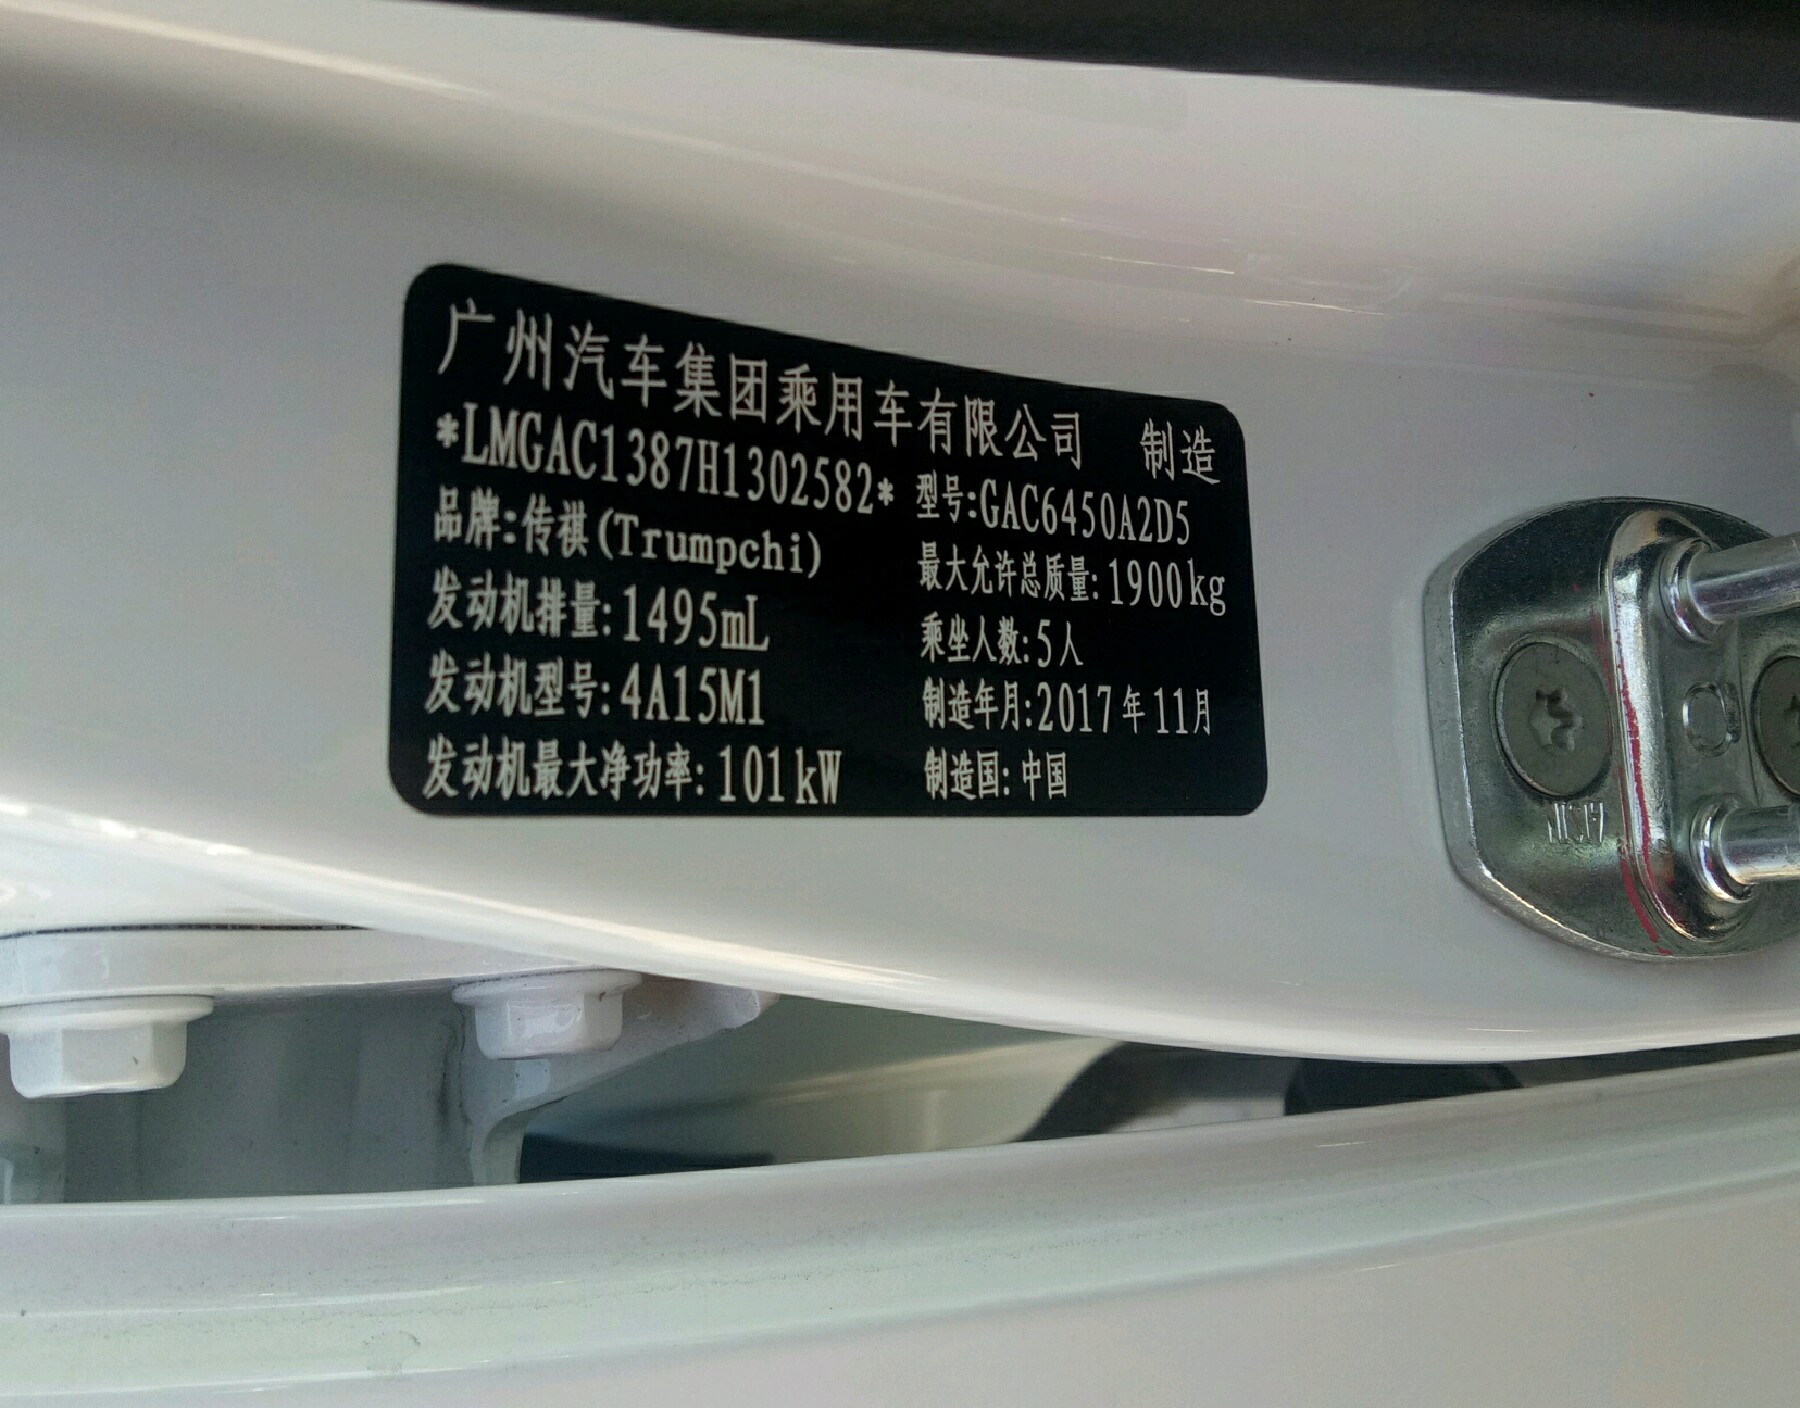 广州汽车集团乘用车有限公司 制造
*LMGAC1387H1302582* 型号:GAC6450A2D5
品牌:传祺(Trumpchi) 最大允许总质量:1900kg
发动机排量:1495mL 乘坐人数:5人
发动机型号:4A15M1 制造年月:2017年11月
发动机最大净功率:101kW 制造国:中国